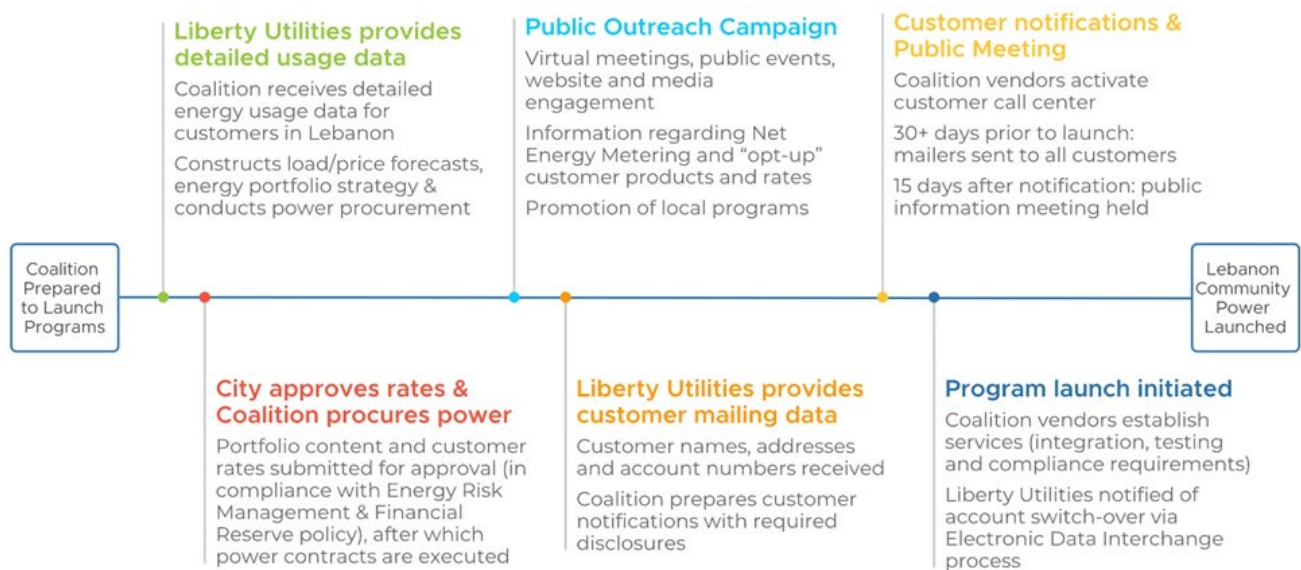 Liberty Utilities provides
detailed usage data
Coalition receives detailed
energy usage data for
customers in Lebanon
Constructs load/price forecasts,
energy portfolio strategy &
conducts power procurement
Public Outreach Campaign
Virtual meetings, public events,
website and media
engagement
Information regarding Net
Energy Metering and “opt-up”
customer products and rates
Promotion of local programs
Customer notifications &
Public Meeting
Coalition vendors activate
customer call center
30+ days prior to launch:
mailers sent to all customers
15 days after notification: public
information meeting held
Coalition
Prepared
to Launch
Programs
Lebanon
Community
Power
Launched
City approves rates &
Coalition procures power
Portfolio content and customer
rates submitted for approval (in
compliance with Energy Risk
Management & Financial
Reserve policy), after which
power contracts are executed
Liberty Utilities provides
customer mailing data
Customer names, addresses
and account numbers received
Coalition prepares customer
notifications with required
disclosures
Program launch initiated
Coalition vendors establish
services (integration, testing
and compliance requirements)
Liberty Utilities notified of
account switch-over via
Electronic Data Interchange
process